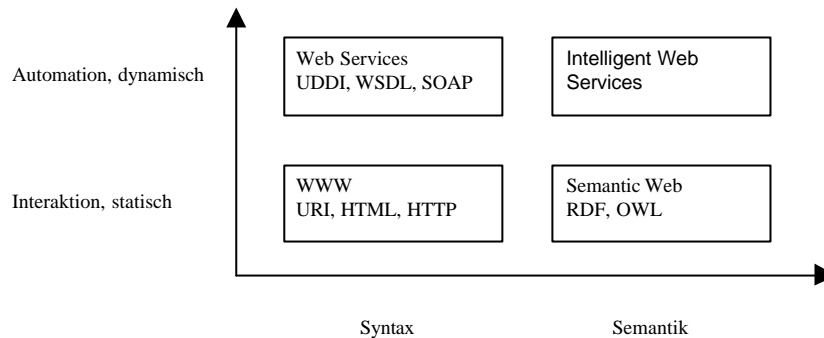 Automation, dynamisch
Web Services
UDDI, WSDL, SOAP
Intelligent Web
Services
Interaktion, statisch
WWW
URI, HTML, HTTP
Semantic Web
RDF, OWL
Syntax
Semantik